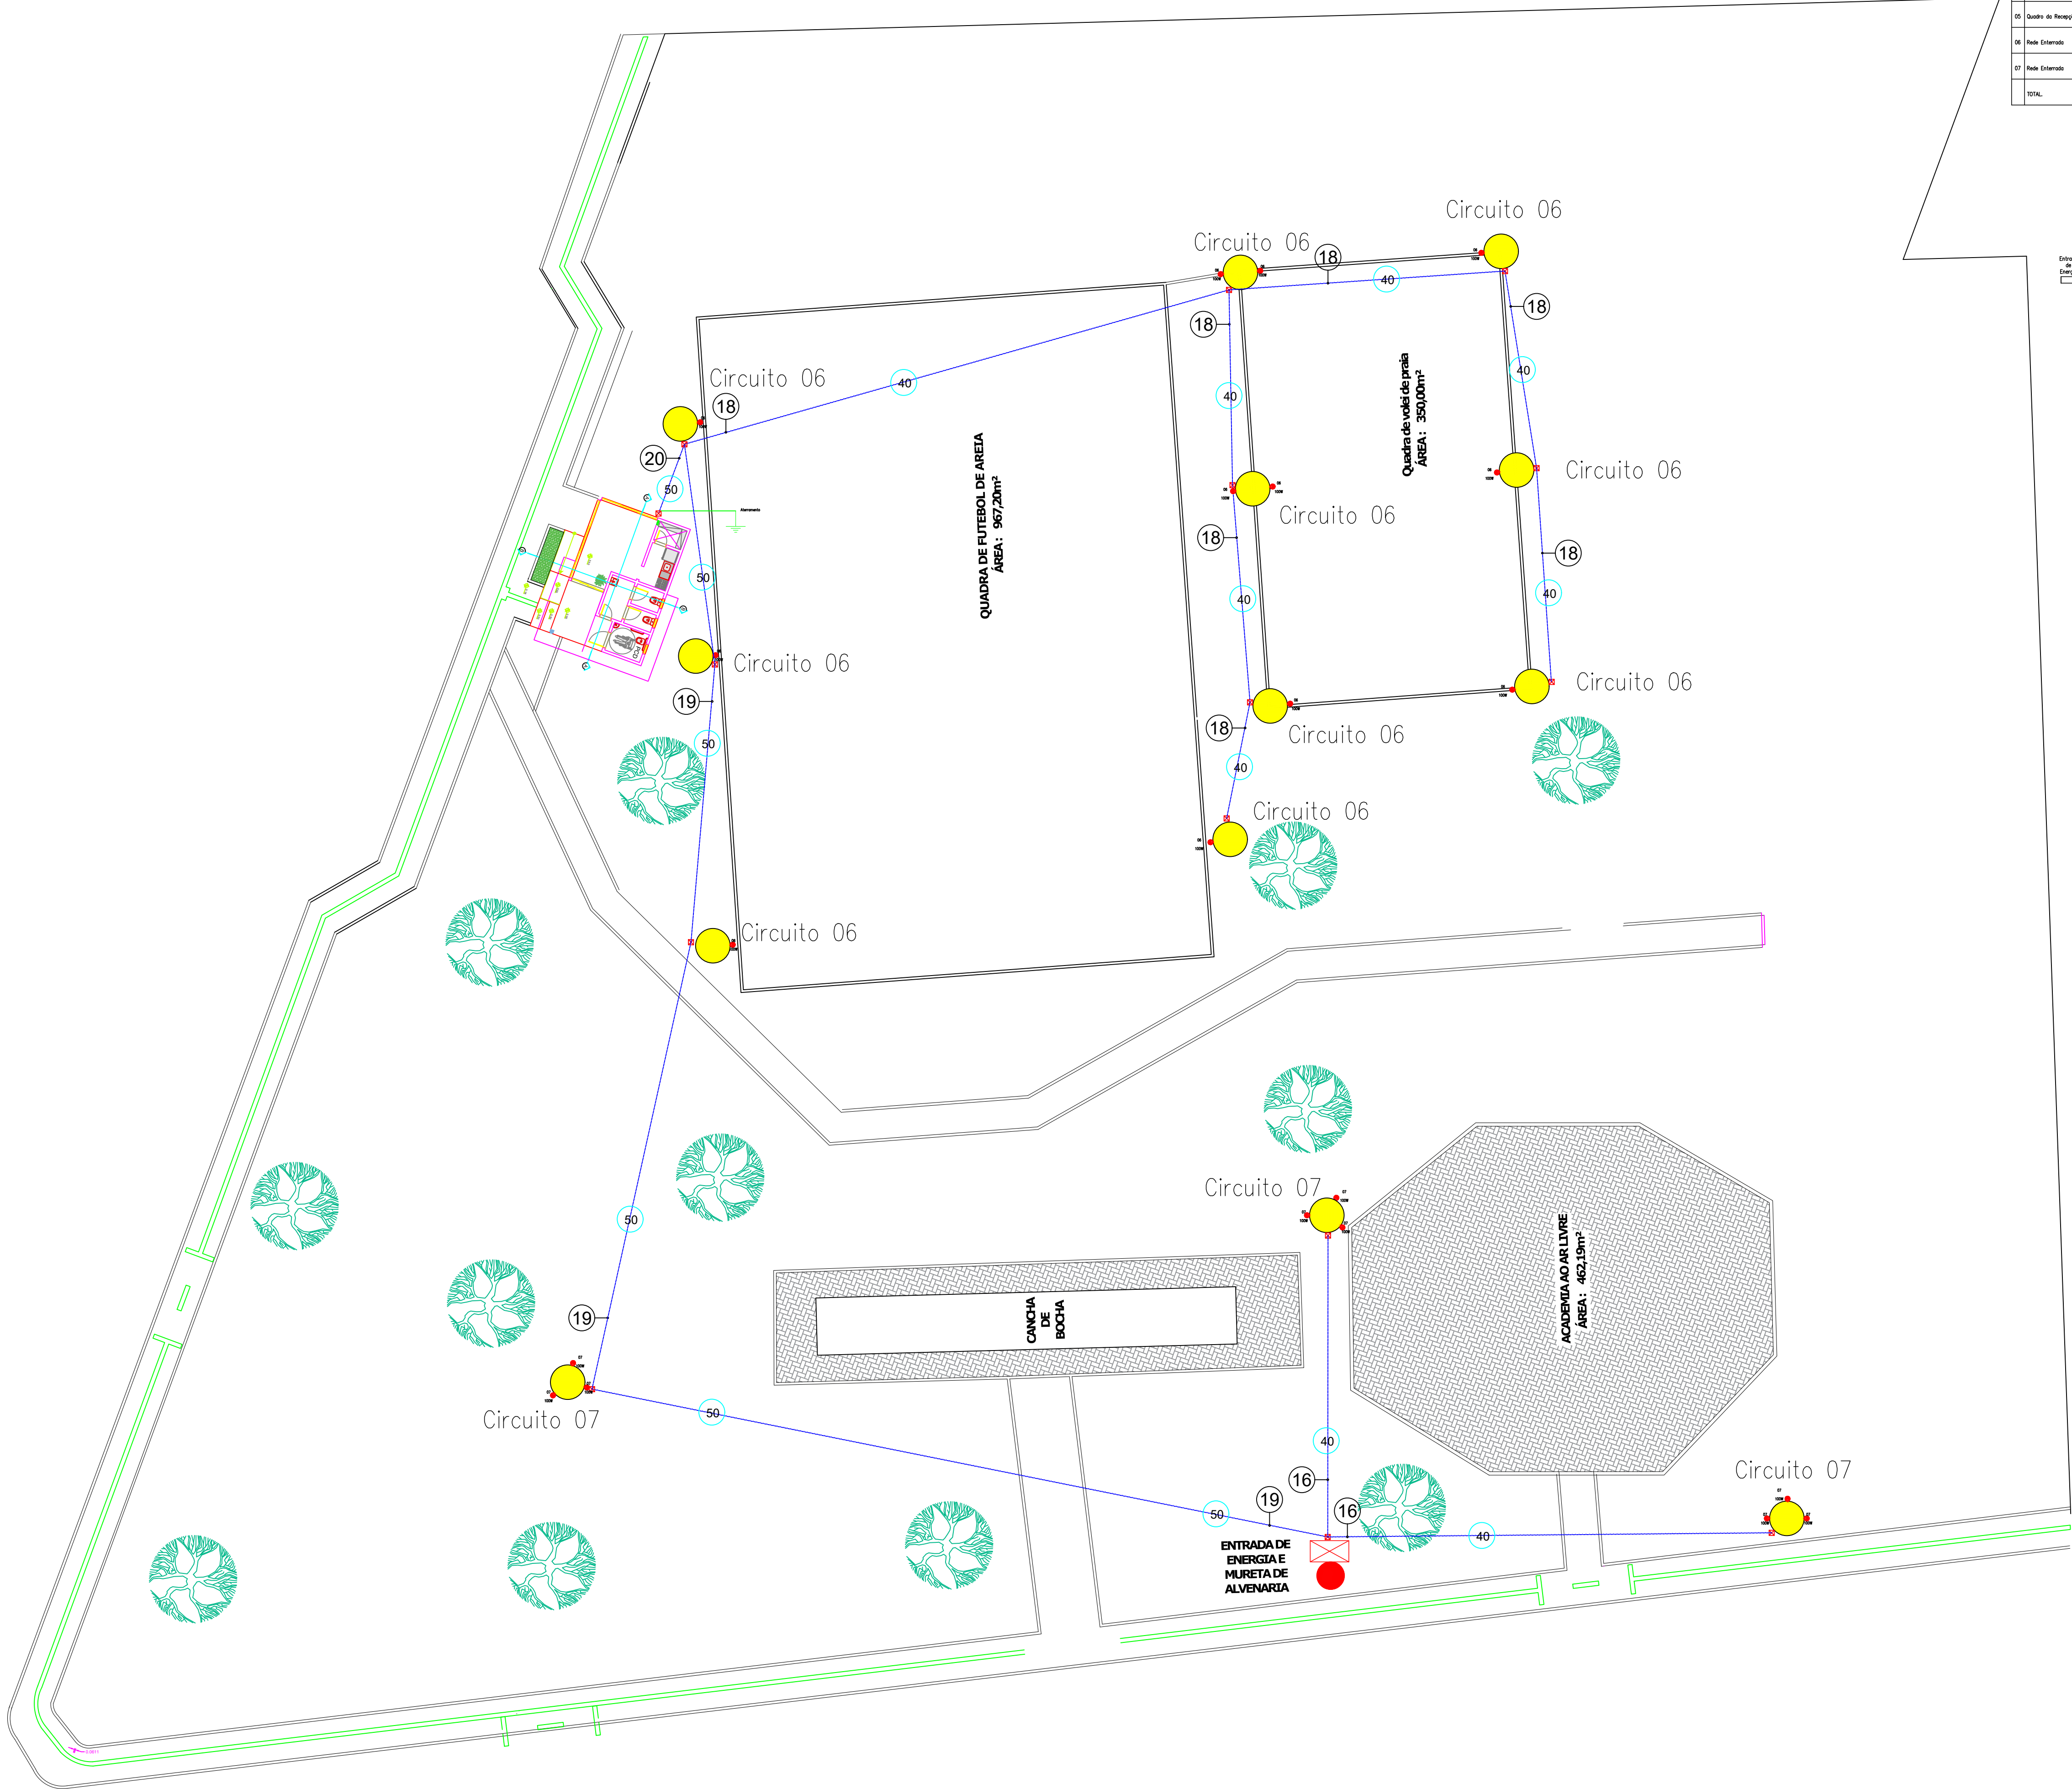 05 Quadro da Recepç
06 Rede Enterrada
07 Rede Enterrada
TOTAL
Entra
de
Energ
Circuito 06
Circuito 06
18
40
18
18
40
40
40
Circuito 06
18
20
50
Aterramento
QUADRA DE FUTEBOL DE AREIA
ÁREA: 967,20m²
Quadra de volei de praia
ÁREA: 350,00m²
Circuito 06
Circuito 06
18
18
50
40
40
PCD
Circuito 06
Circuito 06
19
18
Circuito 06
50
40
Circuito 06
Circuito 06
Circuito 07
50
19
CANCHA
DE
BOCHA
ACADEMIA AO AR LIVRE
ÁREA: 462,19m²
Circuito 07
50
40
16
Circuito 07
19
16
50
40
ENTRADA DE
ENERGIA E
MURETA DE
ALVENARIA